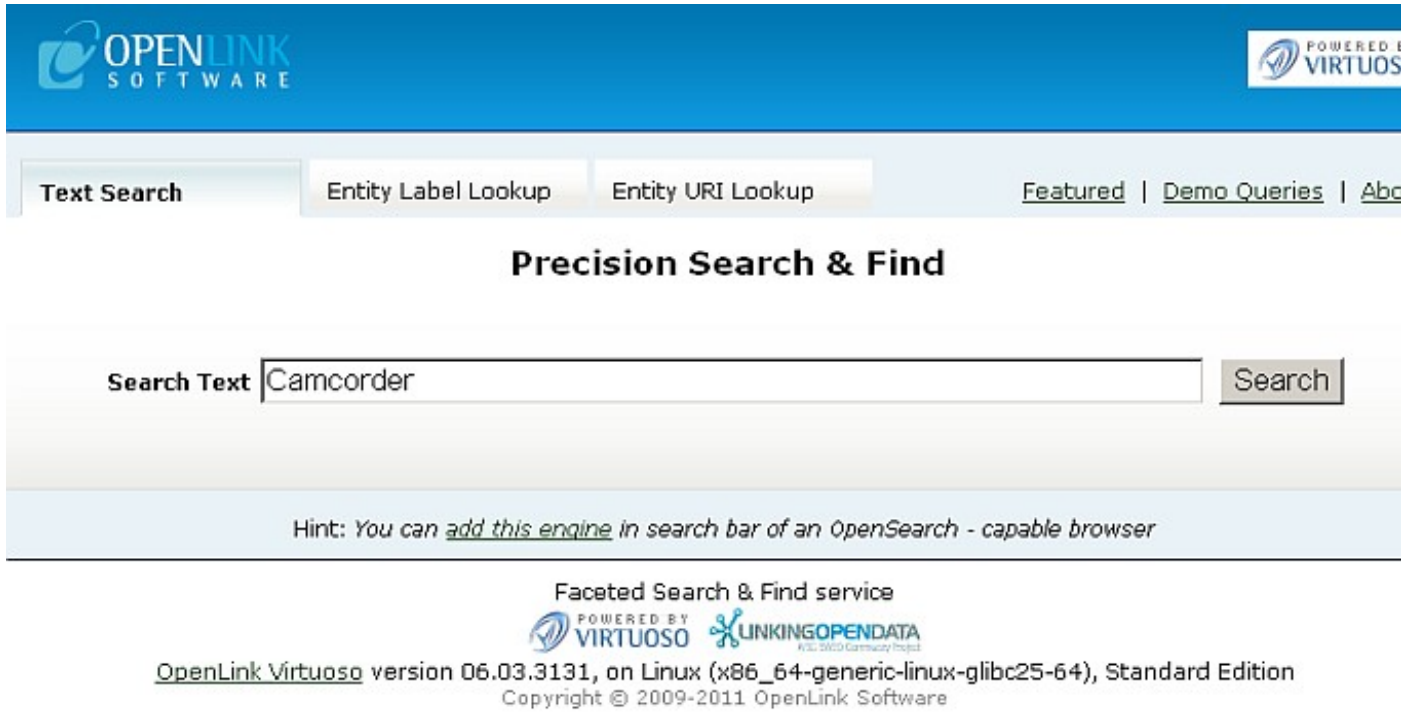 OPENLINK
SOFTWARE
POWERED
VIRTUOS
Text Search Entity Label Lookup Entity URI Lookup Featured | Demo Queries | Abo
Precision Search & Find
Search Text Camcorder Search
Hint: You can add this engine in search bar of an OpenSearch - capable browser
Faceted Search & Find service
POWERED BY
VIRTUOSO LINKINGOPENDATA
OpenLink Virtuoso version 06.03.3131, on Linux (x86_64-generic-linux-glibc25-64), Standard Edition
Copyright © 2009-2011 OpenLink Software